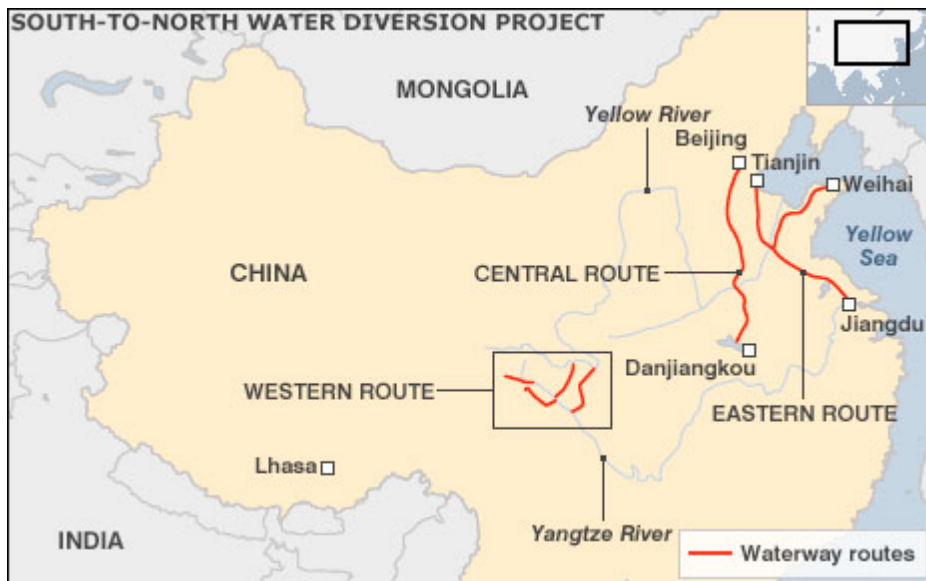 SOUTH-TO-NORTH WATER DIVERSION PROJECT
MONGOLIA
Yellow River
Beijing
Tianjin
Weihai
Yellow
Sea
CHINA
CENTRAL ROUTE
Jiangdu
Danjiangkou
WESTERN ROUTE
EASTERN ROUTE
Lhasa
INDIA
Yangtze River
Waterway routes